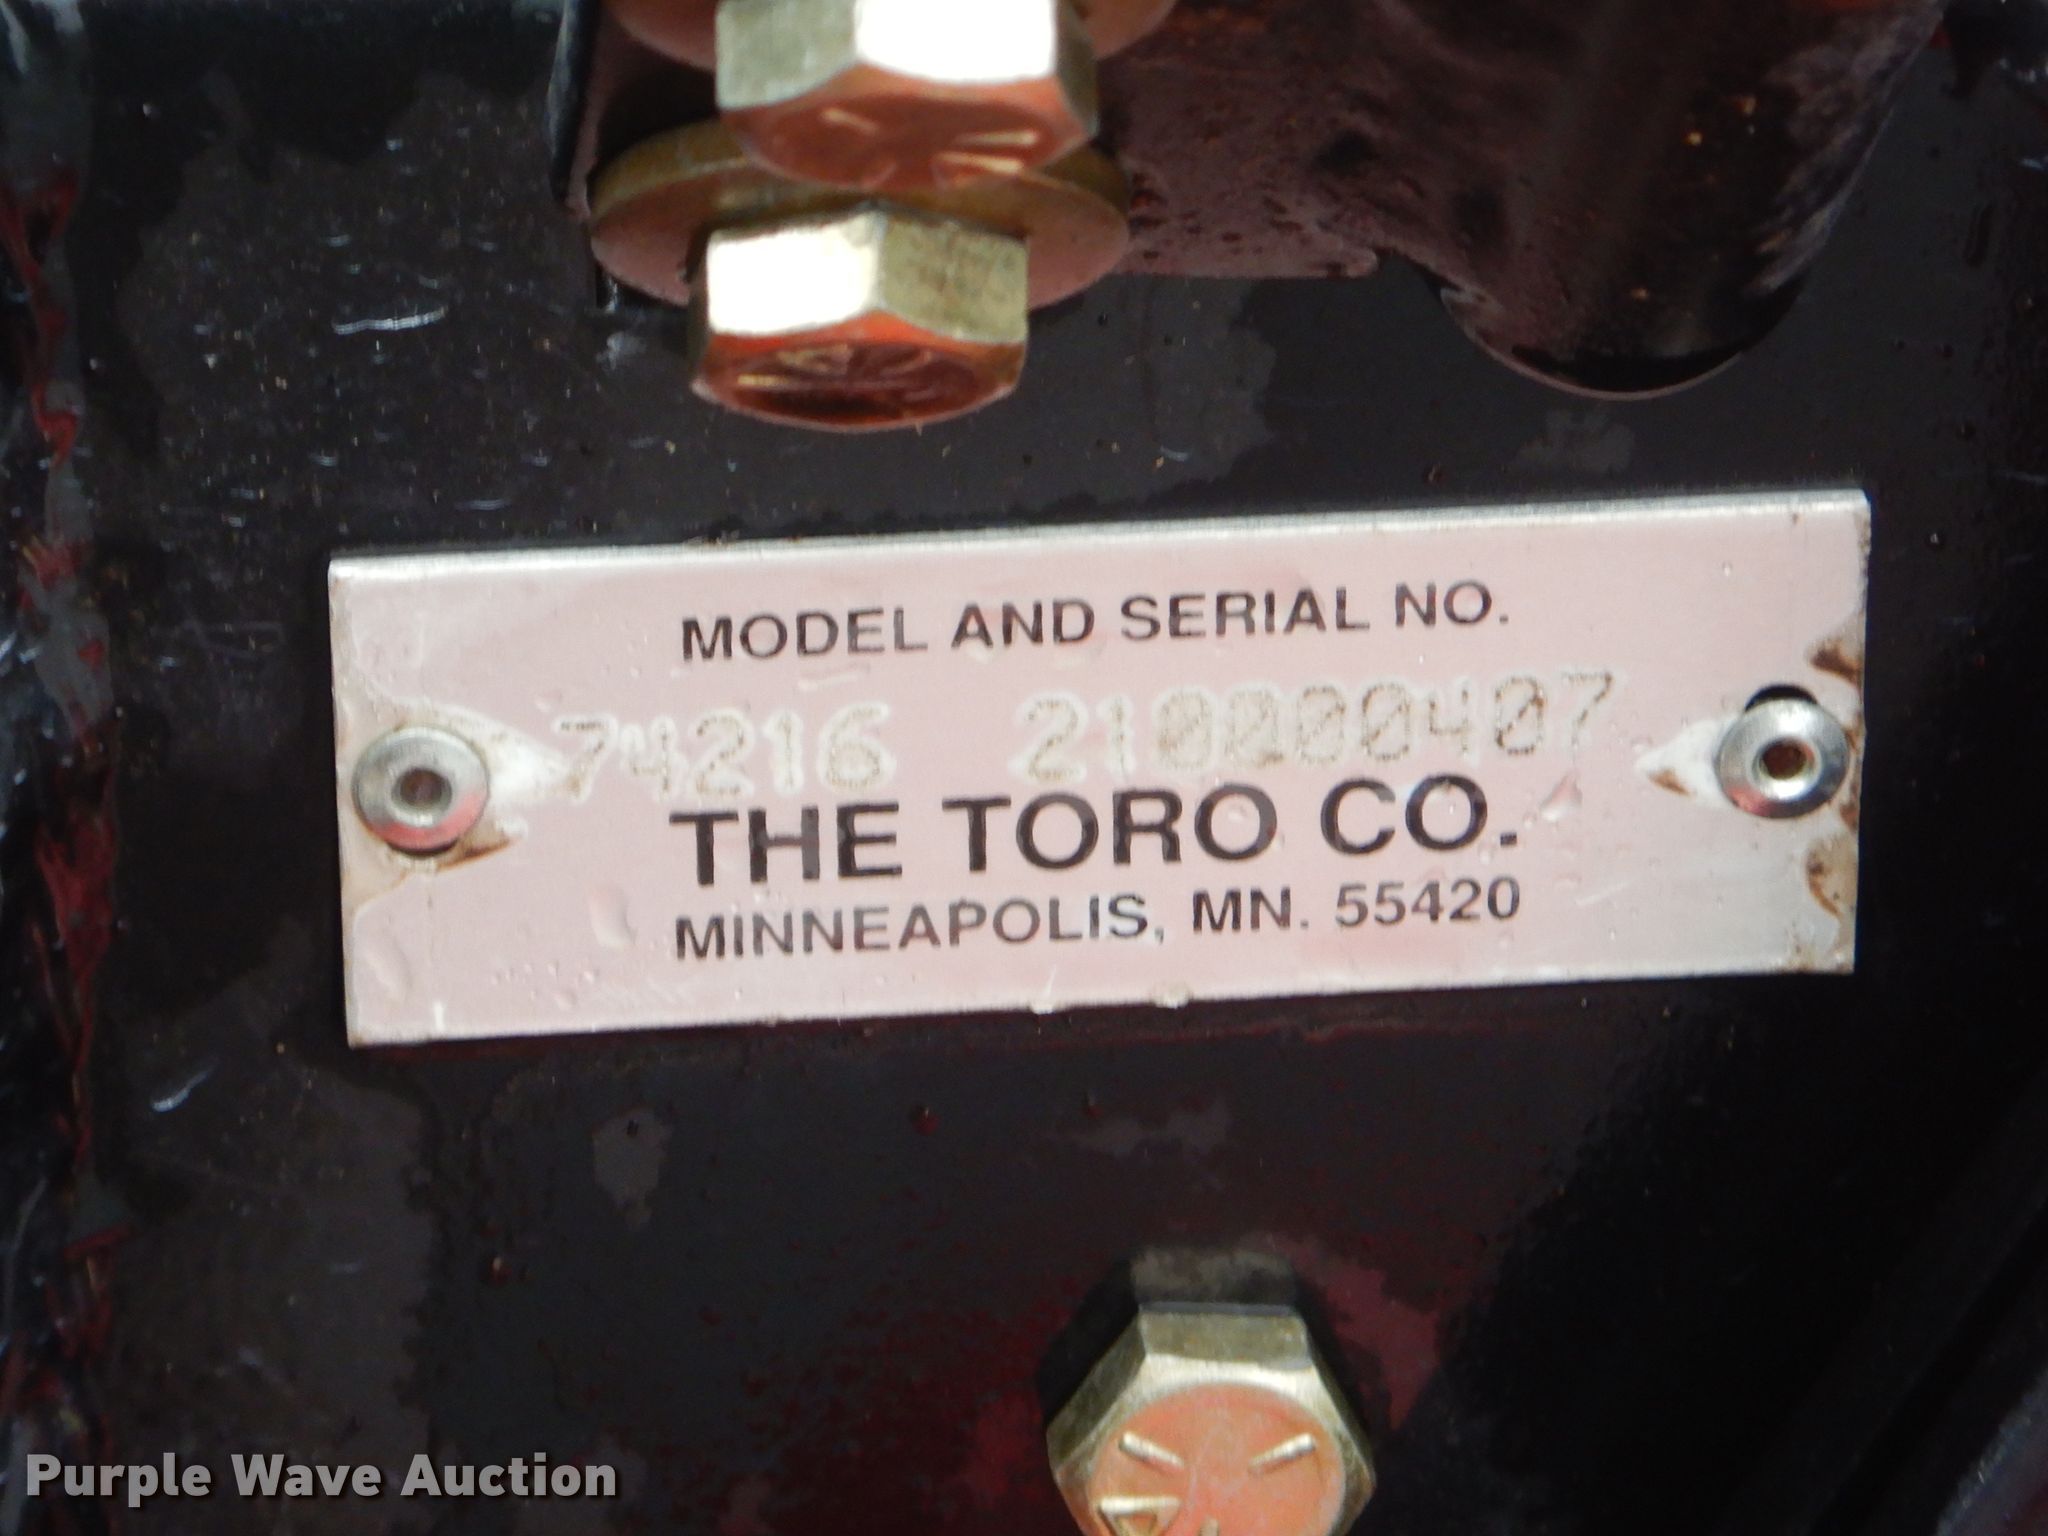 MODEL AND SERIAL NO.
74216 210000407
THE TORO CO.
MINNEAPOLIS, MN. 55420
Purple Wave Auction